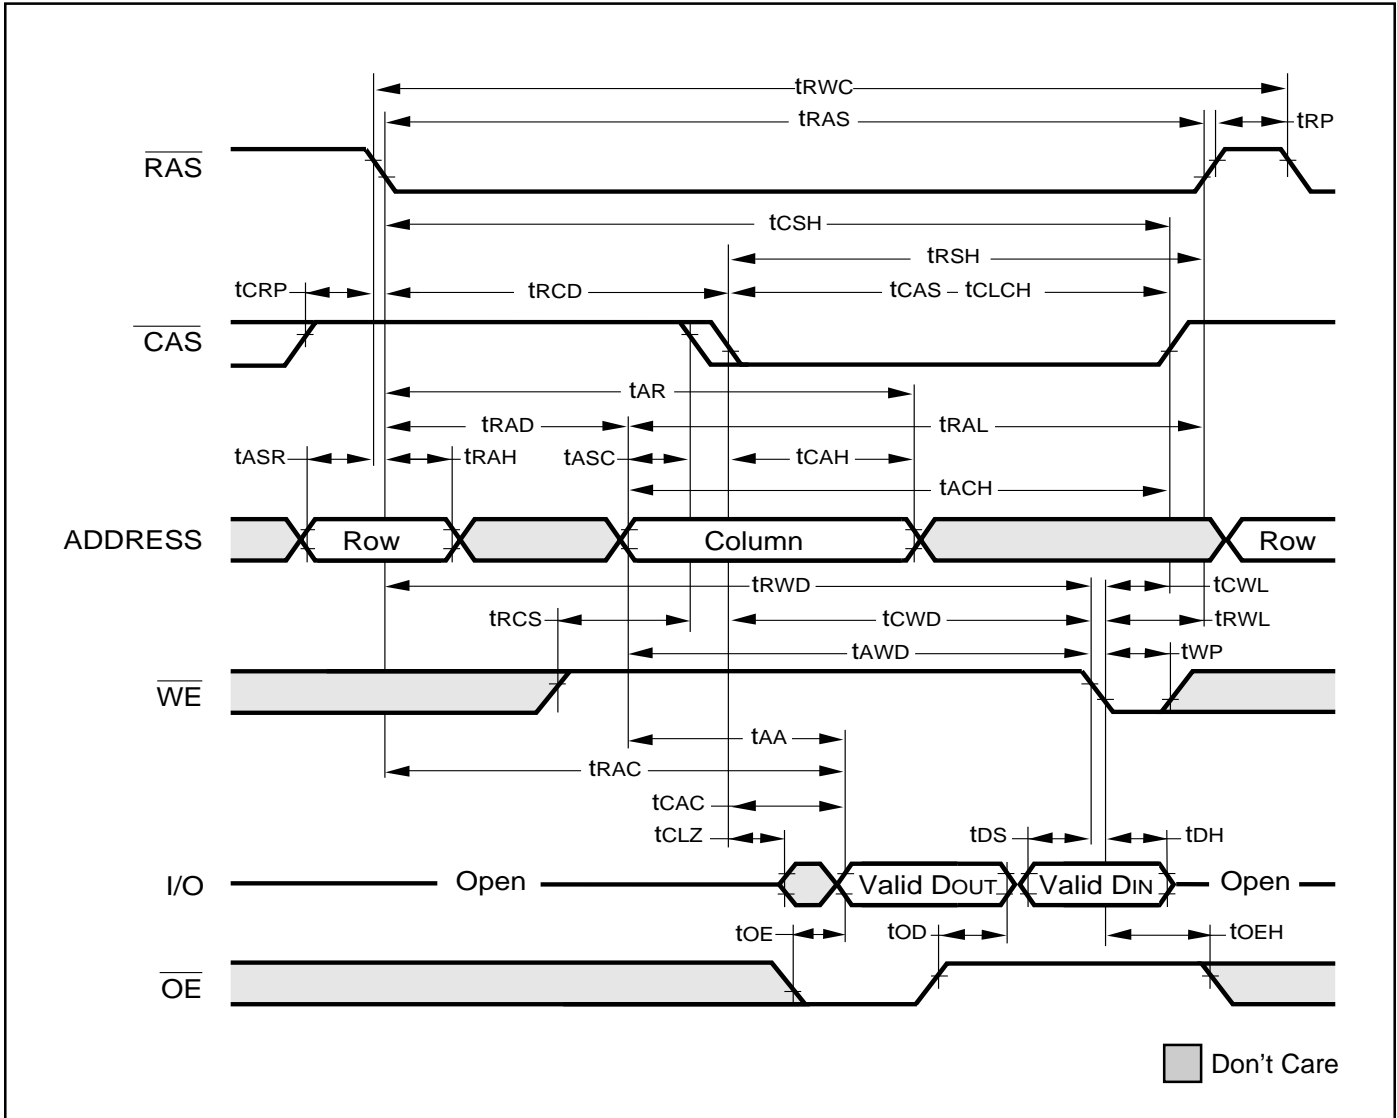 tRWC
tRAS
tRP
RAS
tCSH
tRSH
tCRP
tRCD
tCAS – tCLCH
CAS
tAR
tRAD
tRAL
tASR
tRAH
tASC
tCAH
tACH
ADDRESS
Row
Column
Row
tRWD
tCWL
tRCS
tCWD
tRWL
tAWD
tWP
WE
tAA
tRAC
tCAC
tCLZ
tDS
tDH
I/O
Open
Valid DOUT
Valid DIN
Open
tOE
tOD
tOEH
OE
Don't Care